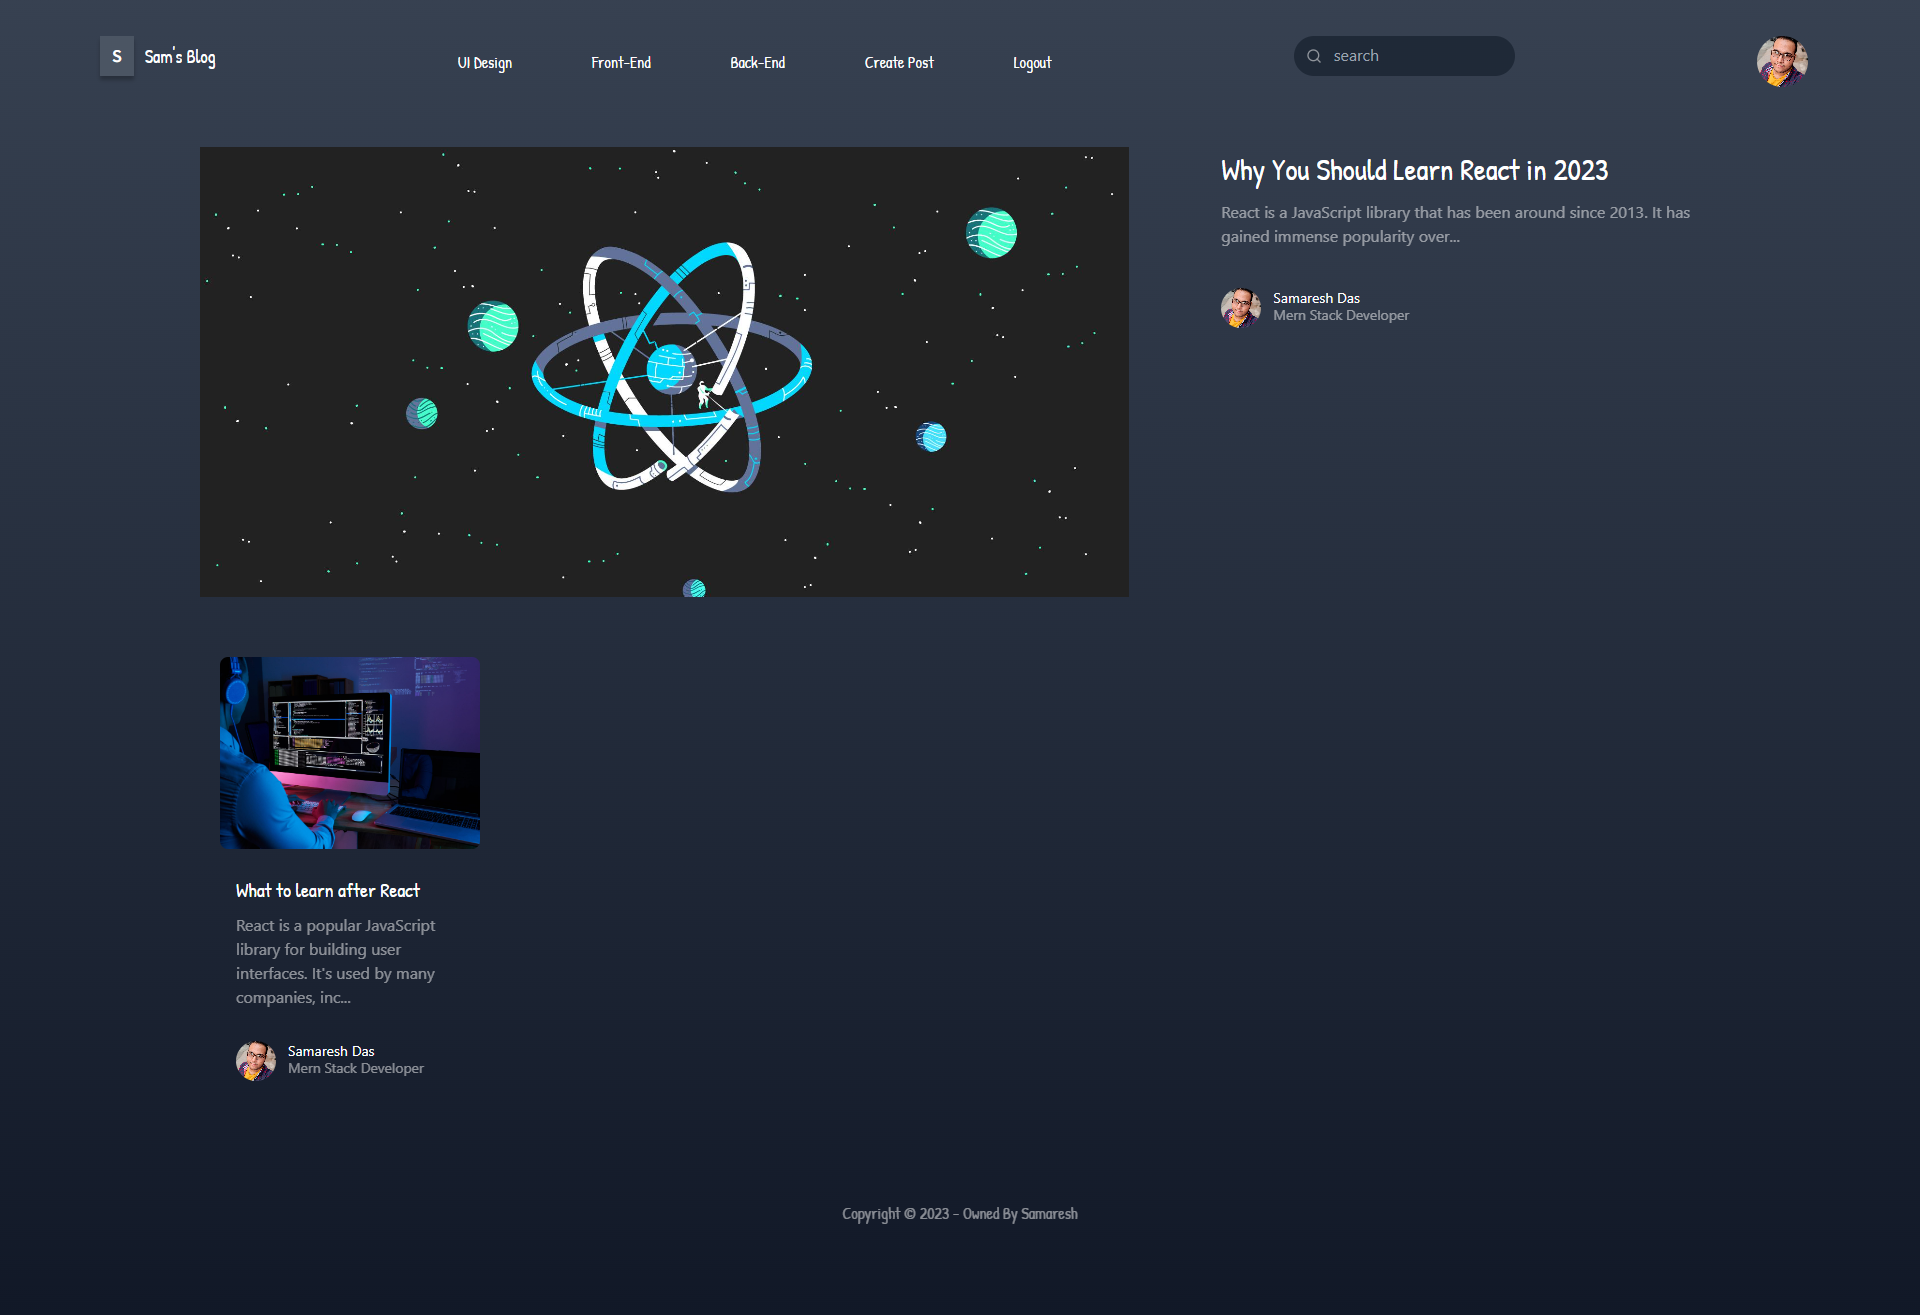 S
Sam's Blog
UI Design
Front-End
Back-End
Create Post
Logout
search
Why You Should Learn React in 2023
React is a JavaScript library that has been around since 2013. It has
gained immense popularity over...
Samaresh Das
Mern Stack Developer
What to learn after React
React is a popular JavaScript
library for building user
interfaces. It's used by many
companies, inc...
Samaresh Das
Mern Stack Developer
Copyright © 2023 - Owned By Samaresh